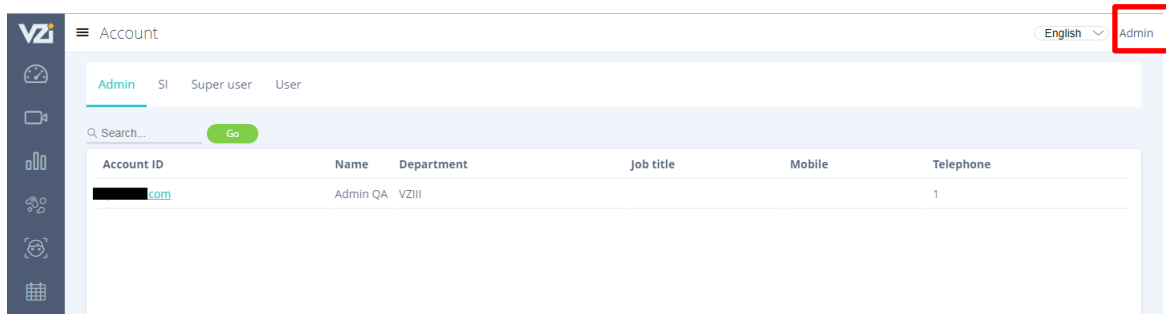 VZi Account English Admin
Admin SI Super user User
Search... Go
Account ID Name Department Job title Mobile Telephone
com Admin QA VZIII 1